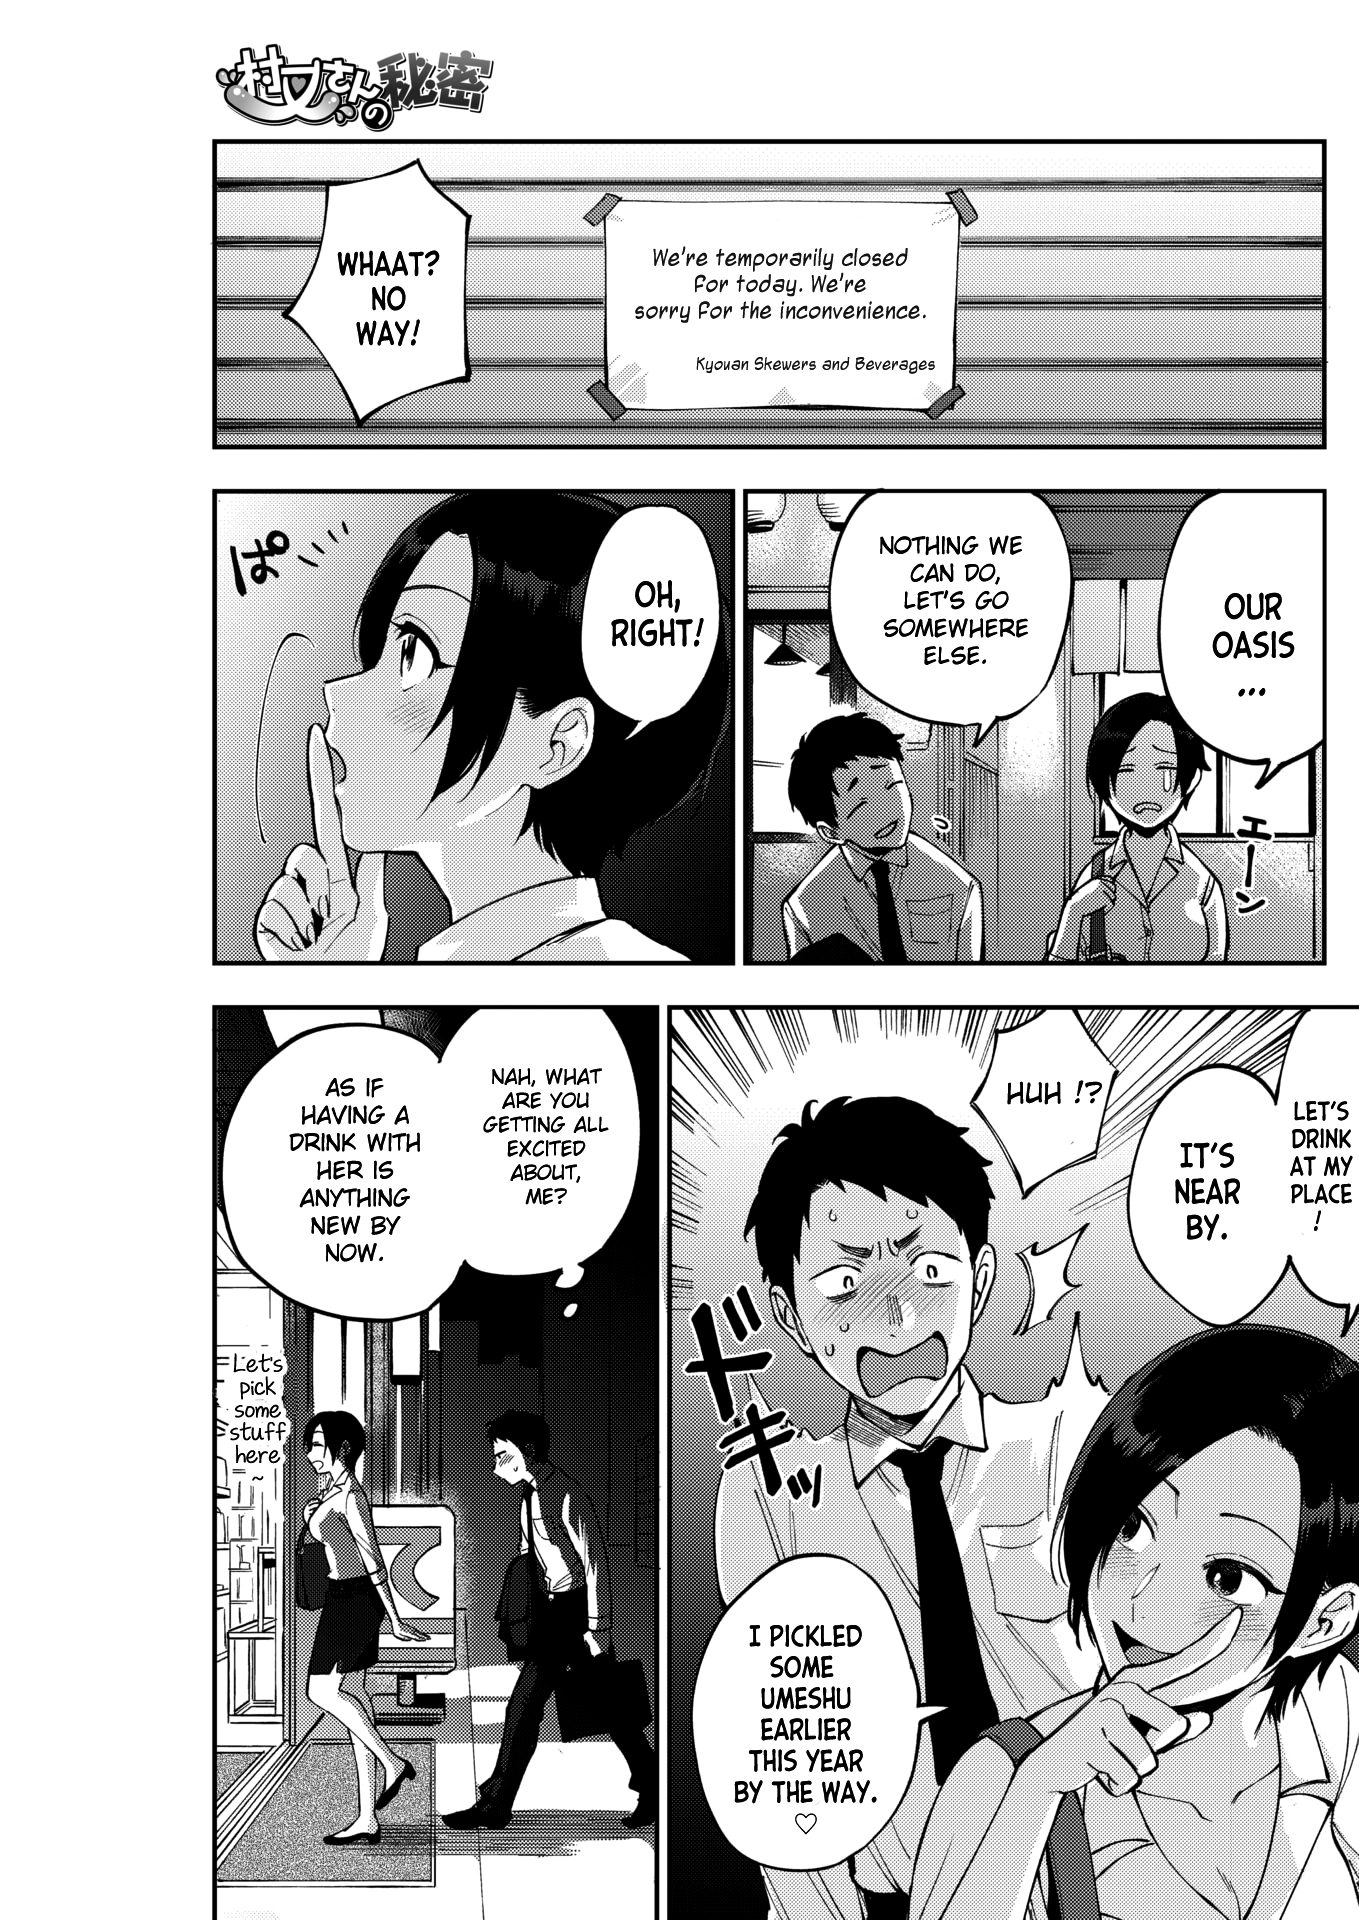 村又さんの秘密
WHAAT?
NO
WAY!
We're temporarily closed
for today. We're
sorry for the inconvenience.
Kyouan Skewers and Beverages
OUR
OASIS
...
NOTHING WE
CAN DO,
LET'S GO
SOMEWHERE
ELSE.
エーン
OH,
RIGHT!
ぱ
LET'S
DRINK
AT MY
PLACE
!
IT'S
NEAR
BY.
HUH !?
ドキッ
I PICKLED
SOME
UMESHU
EARLIER
THIS YEAR
BY THE WAY.
♡
NAH, WHAT
ARE YOU
GETTING ALL
EXCITED
ABOUT,
ME?
AS IF
HAVING A
DRINK WITH
HER IS
ANYTHING
NEW BY
NOW.
Let's
pick
some
stuff
here
~
て